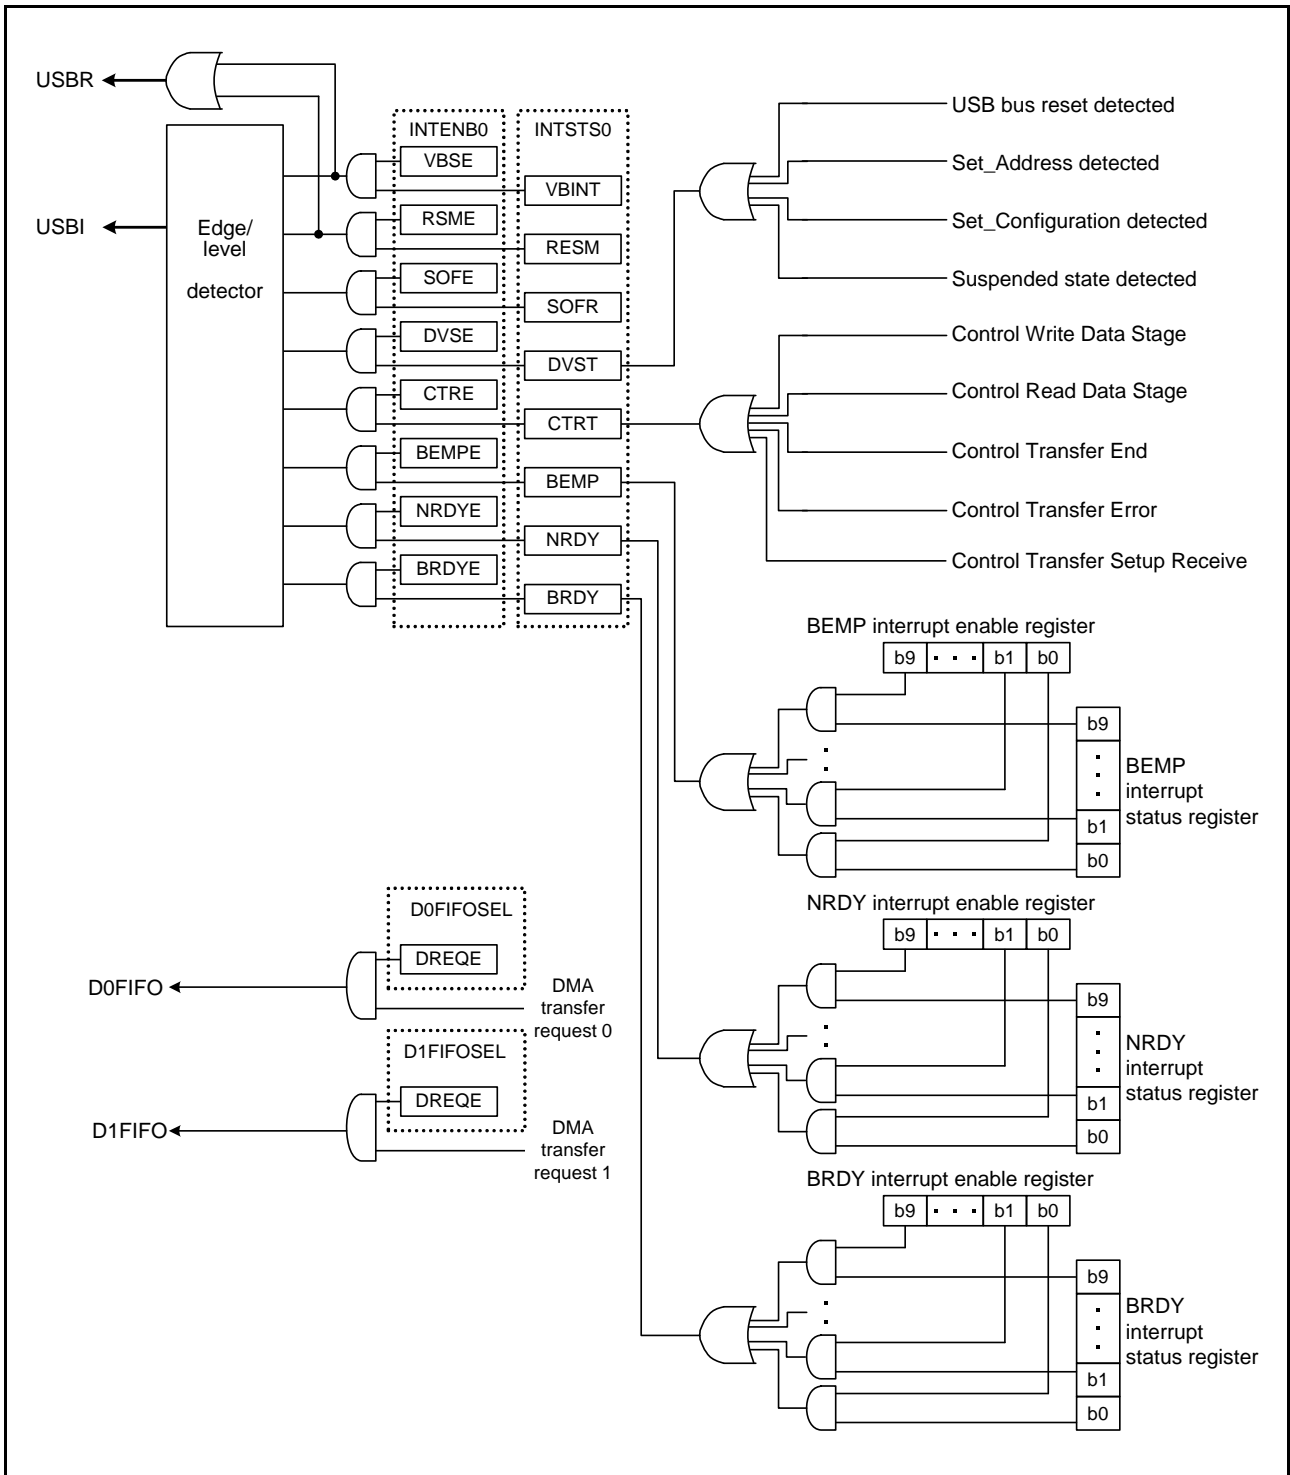 USBR
USBI
Edge/
level
detector
INTENB0
VBSE
RSME
SOFE
DVSE
CTRE
BEMPE
NRDYE
BRDYE
INTSTS0
VBINT
RESM
SOFR
DVST
CTRT
BEMP
NRDY
BRDY
USB bus reset detected
Set_Address detected
Set_Configuration detected
Suspended state detected
Control Write Data Stage
Control Read Data Stage
Control Transfer End
Control Transfer Error
Control Transfer Setup Receive
BEMP interrupt enable register
b9 · · · b1 b0
b9
b1
b0
BEMP
interrupt
status register
NRDY interrupt enable register
b9 · · · b1 b0
b9
b1
b0
NRDY
interrupt
status register
BRDY interrupt enable register
b9 · · · b1 b0
b9
b1
b0
BRDY
interrupt
status register
D0FIFOSEL
DREQE
D0FIFO
DMA
transfer
request 0
D1FIFOSEL
DREQE
D1FIFO
DMA
transfer
request 1